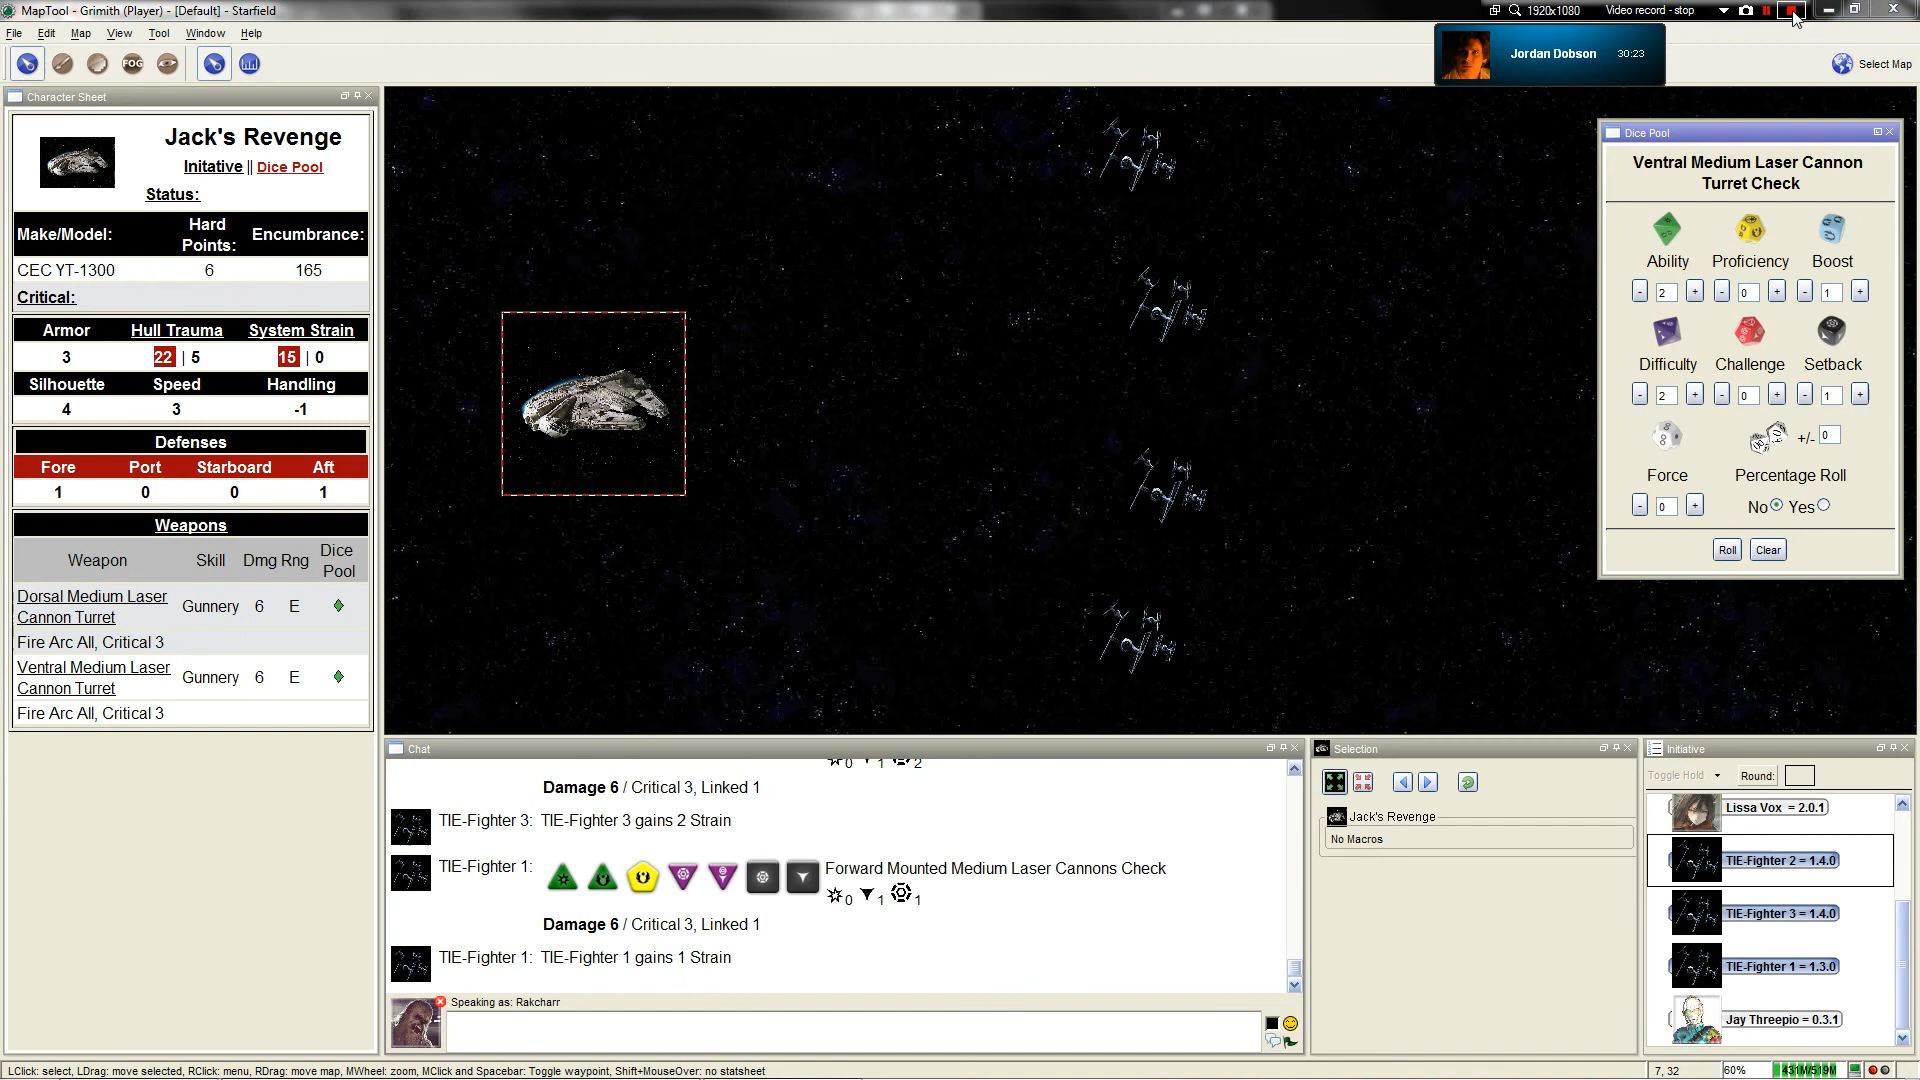 MapTool - Grimith (Player) - [Default] - Starfield
1920x1080 Video record - stop
File Edit Map View Tool Window Help
Jordan Dobson 30:23
FOG
Select Map
Character Sheet
Jack's Revenge
Initative || Dice Pool
Status:
Make/Model: Hard Points: Encumbrance:
CEC YT-1300 6 165
Critical:
Armor Hull Trauma System Strain
3 22 | 5 15 | 0
Silhouette Speed Handling
4 3 -1
Defenses
Fore Port Starboard Aft
1 0 0 1
Weapons
Weapon Skill Dmg Rng Dice Pool
Dorsal Medium Laser Cannon Turret Gunnery 6 E
Fire Arc All, Critical 3
Ventral Medium Laser Cannon Turret Gunnery 6 E
Fire Arc All, Critical 3
Dice Pool
Ventral Medium Laser Cannon
Turret Check
Ability Proficiency Boost
- 2 + - 0 + - 1 +
Difficulty Challenge Setback
- 2 + - 0 + - 1 +
+/- 0
Force Percentage Roll
- 0 + No Yes
Roll Clear
Chat
0 1 2
Damage 6 / Critical 3, Linked 1
TIE-Fighter 3: TIE-Fighter 3 gains 2 Strain
TIE-Fighter 1: Forward Mounted Medium Laser Cannons Check
0 1 1
Damage 6 / Critical 3, Linked 1
TIE-Fighter 1: TIE-Fighter 1 gains 1 Strain
Speaking as: Rakcharr
Selection
Jack's Revenge
No Macros
Initiative
Toggle Hold Round:
Lissa Vox = 2.0.1
TIE-Fighter 2 = 1.4.0
TIE-Fighter 3 = 1.4.0
TIE-Fighter 1 = 1.3.0
Jay Threepio = 0.3.1
LClick: select, LDrag: move selected, RClick: menu, RDrag: move map, MWheel: zoom, MClick and Spacebar: Toggle waypoint, Shift+MouseOver: no statsheet
7, 32 60% 431M/519M